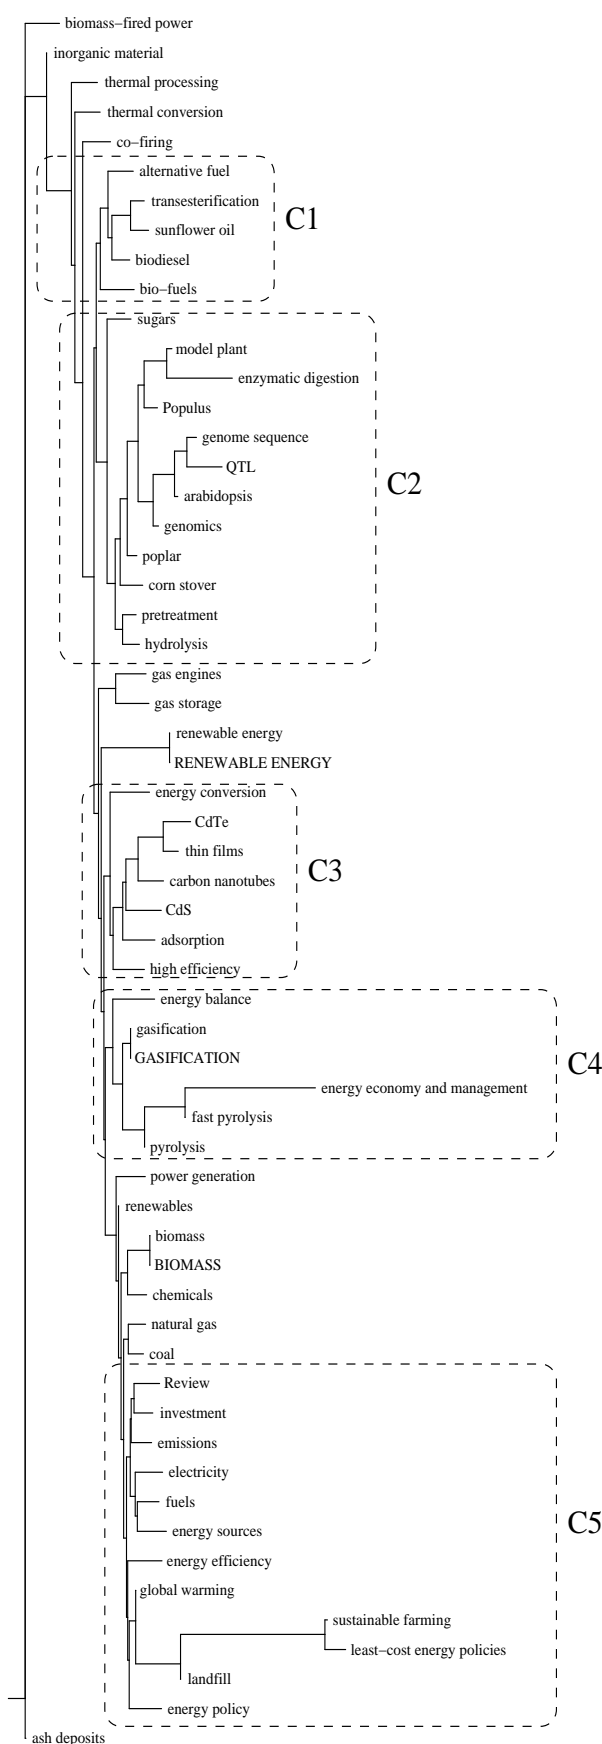 biomass−fired power
inorganic material
thermal processing
thermal conversion
co−firing
alternative fuel
transesterification
C1
sunflower oil
biodiesel
bio−fuels
sugars
model plant
enzymatic digestion
Populus
genome sequence
QTL
C2
arabidopsis
genomics
poplar
corn stover
pretreatment
hydrolysis
gas engines
gas storage
renewable energy
RENEWABLE ENERGY
energy conversion
CdTe
thin films
C3
carbon nanotubes
CdS
adsorption
high efficiency
energy balance
gasification
GASIFICATION
C4
energy economy and management
fast pyrolysis
pyrolysis
power generation
renewables
biomass
BIOMASS
chemicals
natural gas
coal
Review
investment
emissions
electricity
fuels
C5
energy sources
energy efficiency
global warming
sustainable farming
least−cost energy policies
landfill
energy policy
ash deposits